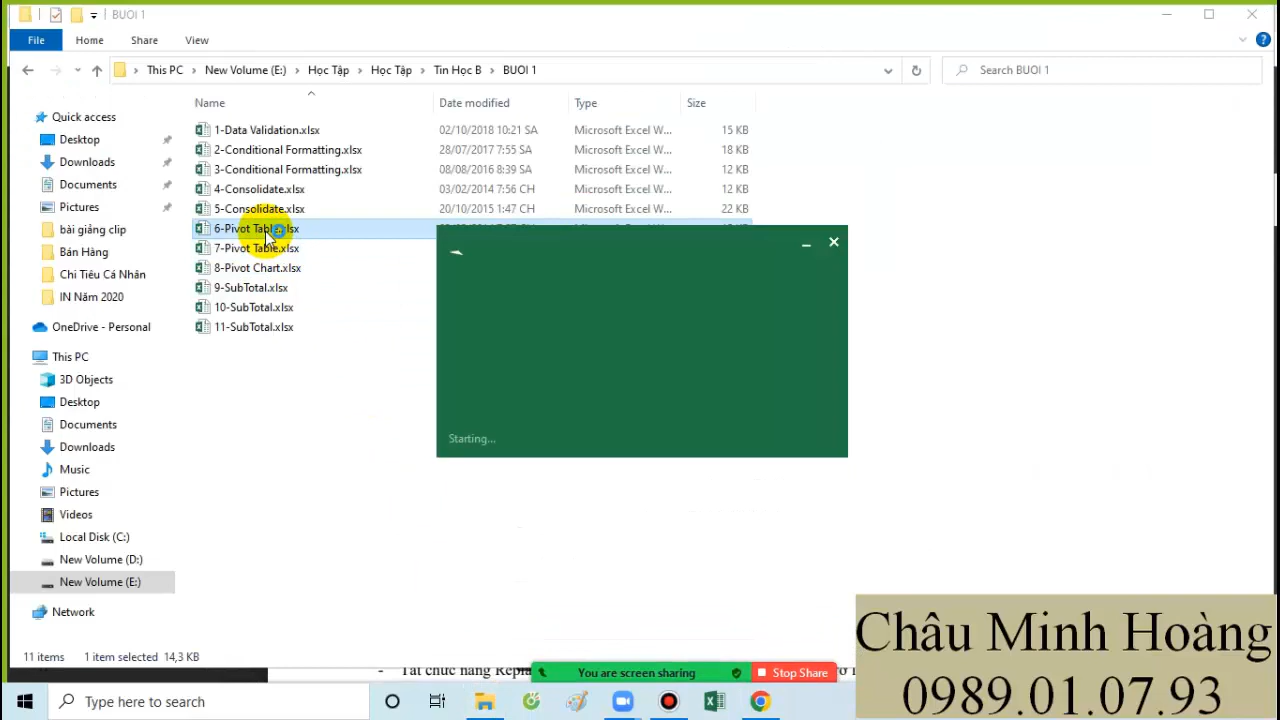 BUOI 1
File Home Share View
This PC New Volume (E:) Học Tập Học Tập Tin Học B BUOI 1 Search BUOI 1
Name Date modified Type Size
Quick access
Desktop
Downloads
Documents
Pictures
bài giảng clip
Bán Hàng
Chi Tiêu Cá Nhân
IN Năm 2020
OneDrive - Personal
This PC
3D Objects
Desktop
Documents
Downloads
Music
Pictures
Videos
Local Disk (C:)
New Volume (D:)
New Volume (E:)
Network
1-Data Validation.xlsx 02/10/2018 10:21 SA Microsoft Excel W... 15 KB
2-Conditional Formatting.xlsx 28/07/2017 7:55 SA Microsoft Excel W... 18 KB
3-Conditional Formatting.xlsx 08/08/2016 8:39 SA Microsoft Excel W... 12 KB
4-Consolidate.xlsx 03/02/2014 7:56 CH Microsoft Excel W... 12 KB
5-Consolidate.xlsx 20/10/2015 1:47 CH Microsoft Excel W... 22 KB
6-Pivot Table.xlsx
7-Pivot Table.xlsx
8-Pivot Chart.xlsx
9-SubTotal.xlsx
10-SubTotal.xlsx
11-SubTotal.xlsx
Starting...
11 items 1 item selected 14,3 KB
You are screen sharing Stop Share
Type here to search
Châu Minh Hoàng
0989.01.07.93